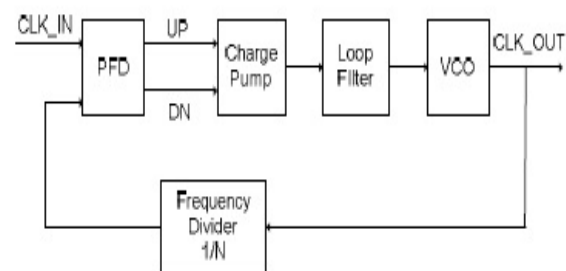 CLK_IN
UP
PFD
DN
Charge
Pump
Loop
Filter
VCO
CLK_OUT
Frequency
Divider
1/N